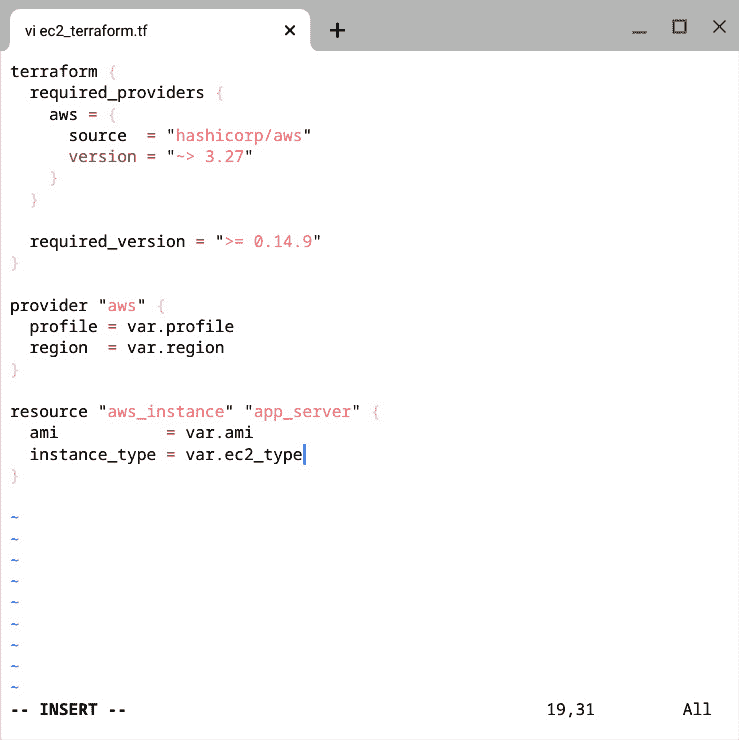 vi ec2_terraform.tf
terraform {
  required_providers {
    aws = {
      source  = "hashicorp/aws"
      version = "~> 3.27"
    }
  }

  required_version = ">= 0.14.9"
}

provider "aws" {
  profile = var.profile
  region  = var.region
}

resource "aws_instance" "app_server" {
  ami           = var.ami
  instance_type = var.ec2_type
}
~
~
~
~
~
~
~
~
~
-- INSERT -- 19,31 All